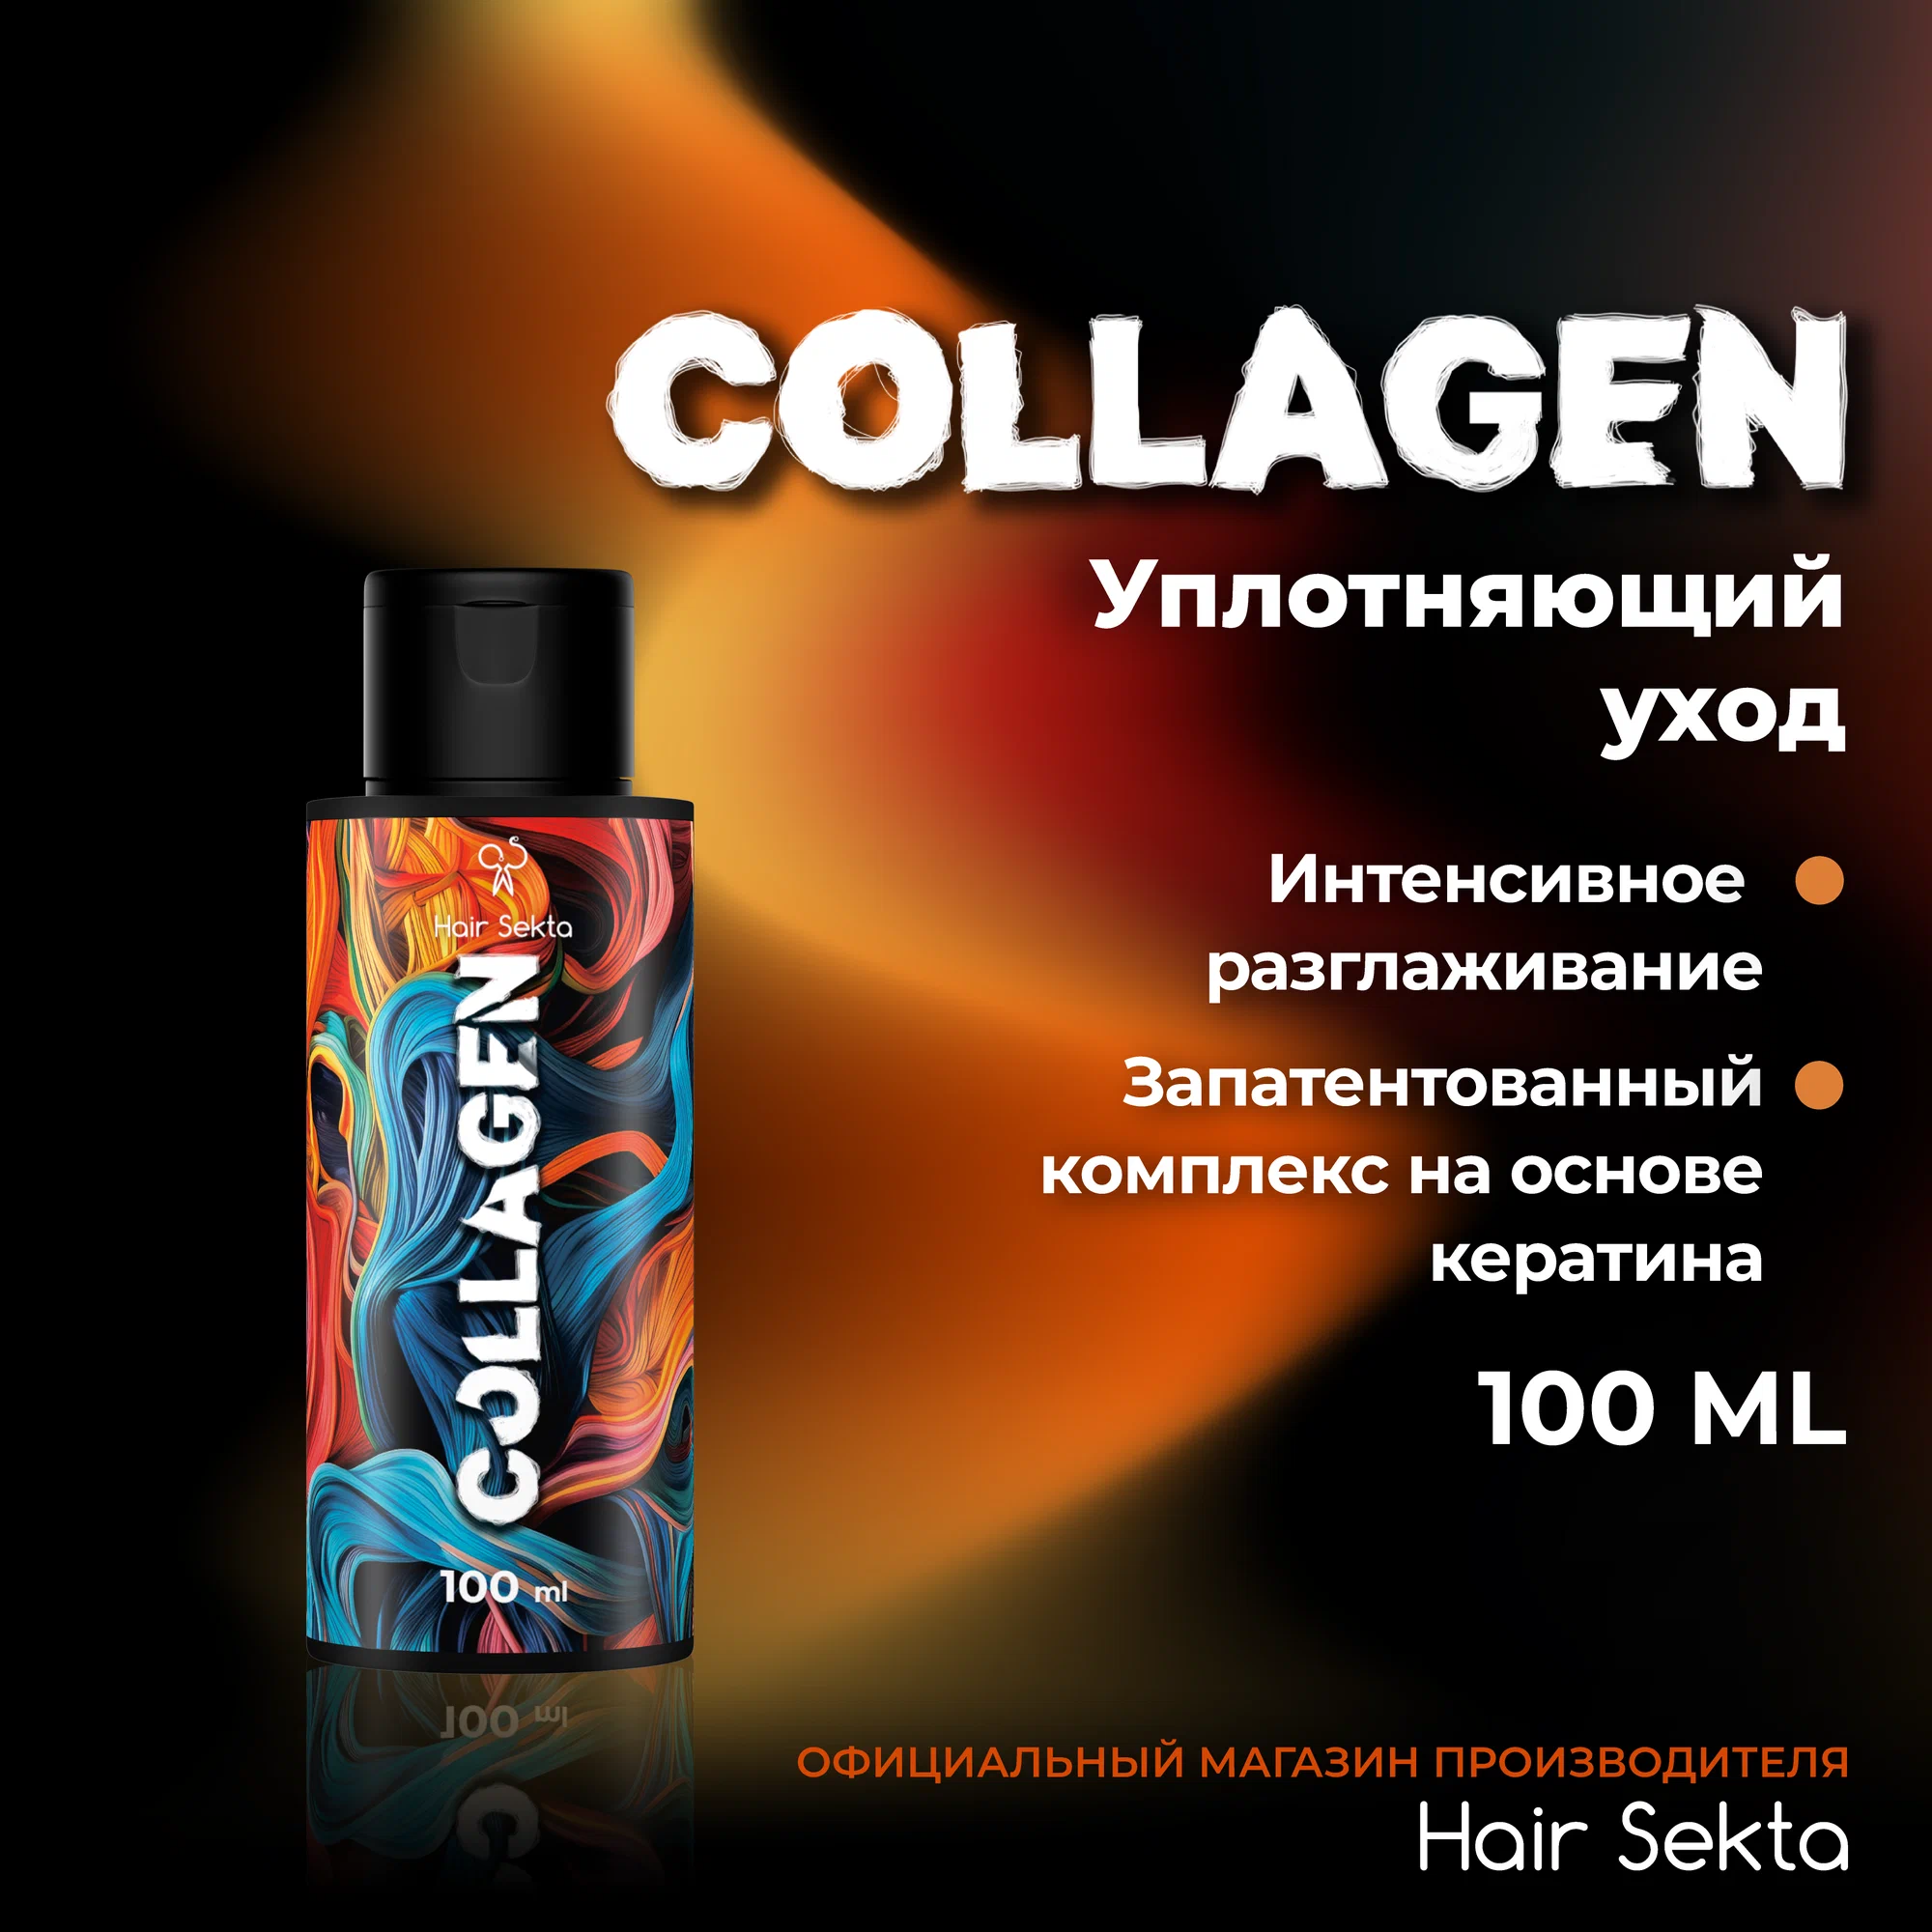 COLLAGEN
Уплотняющий
уход
Интенсивное
разглаживание
Запатентованный
комплекс на основе
кератина
100 ML
Hair Sekta
COLLAGEN
100 ml
ОФИЦИАЛЬНЫЙ МАГАЗИН ПРОИЗВОДИТЕЛЯ
Hair Sekta